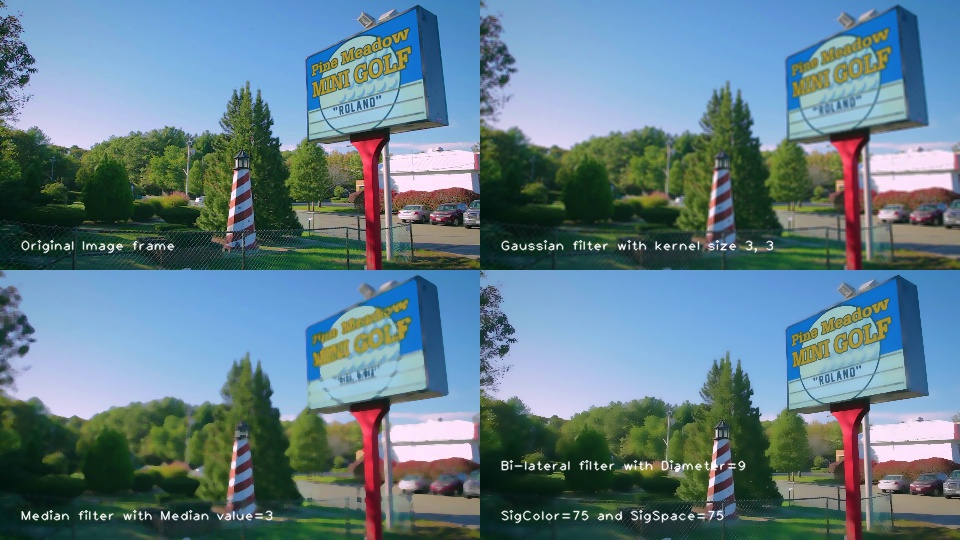 Pine Meadow
MINI GOLF
"ROLAND"
Original Image frame
Pine Meadow
MINI GOLF
"ROLAND"
Gaussian filter with kernel size 3, 3
Pine Meadow
MINI GOLF
Median filter with Median value=3
Pine Meadow
MINI GOLF
"ROLAND"
Bi-lateral filter with Diameter=9
SigColor=75 and SigSpace=75